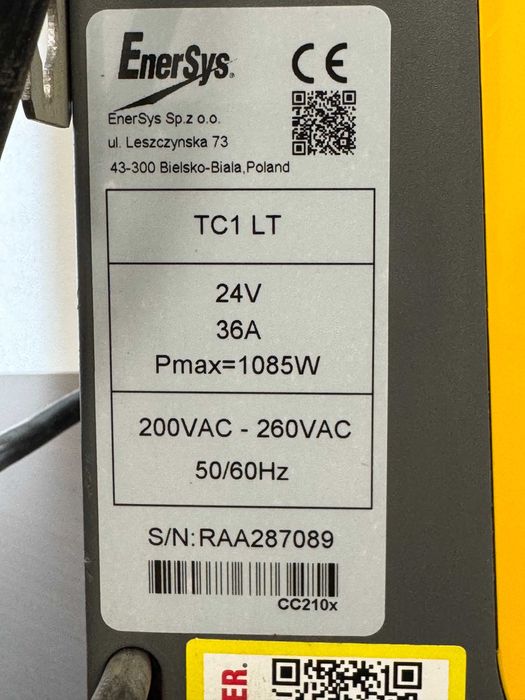 EnerSys®
CE
EnerSys Sp.z o.o.
ul. Leszczynska 73
43-300 Bielsko-Biala,Poland
TC1 LT
24V
36A
Pmax=1085W
200VAC - 260VAC
50/60Hz
S/N:RAA287089
CC210x
ER.